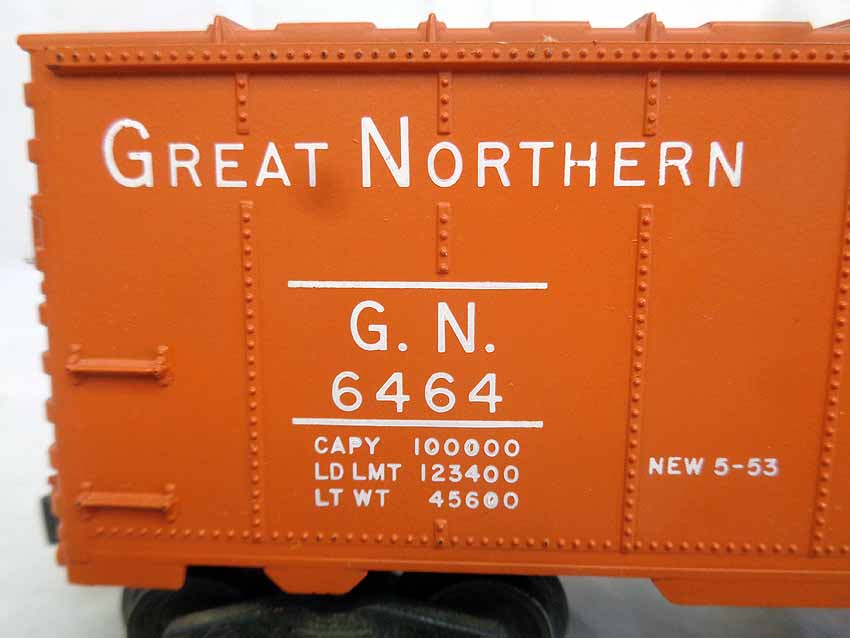 GREAT NORTHERN
G. N.
6464
CAPY 100000
LD LMT 123400
LT WT 45600
NEW 5-53